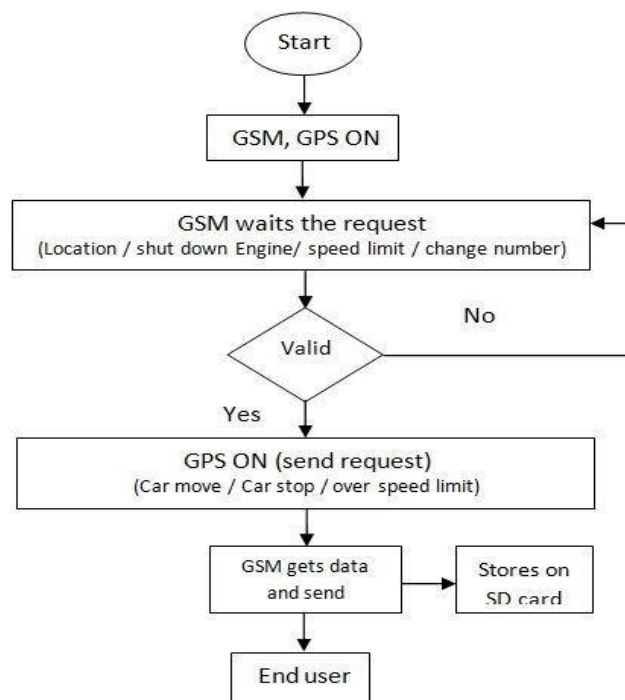 Start
GSM, GPS ON
GSM waits the request
(Location / shut down Engine/ speed limit / change number)
No
Valid
Yes
GPS ON (send request)
(Car move / Car stop / over speed limit)
GSM gets data
and send
Stores on
SD card
End user